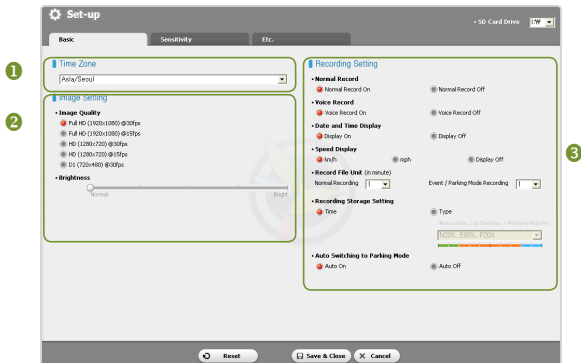 Set-up
• SD Card Drive I:₩
Basic Sensitivity Etc.
1
Time Zone
Asia/Seoul
2
Image Setting
• Image Quality
Full HD (1920x1080) @30fps
Full HD (1920x1080) @15fps
HD (1280x720) @30fps
HD (1280x720) @15fps
D1 (720x480) @30fps
• Brightness
Normal Bright
3
Recording Setting
• Normal Record
Normal Record On Normal Record Off
• Voice Record
Voice Record On Voice Record Off
• Date and Time Display
Display On Display Off
• Speed Display
km/h mph Display Off
• Record File Unit (in minute)
Normal Recording 1 Event / Parking Mode Recording 1
• Recording Storage Setting
Time Type
N20%, E60%, P20%
• Auto Switching to Parking Mode
Auto On Auto Off
Reset Save & Close Cancel